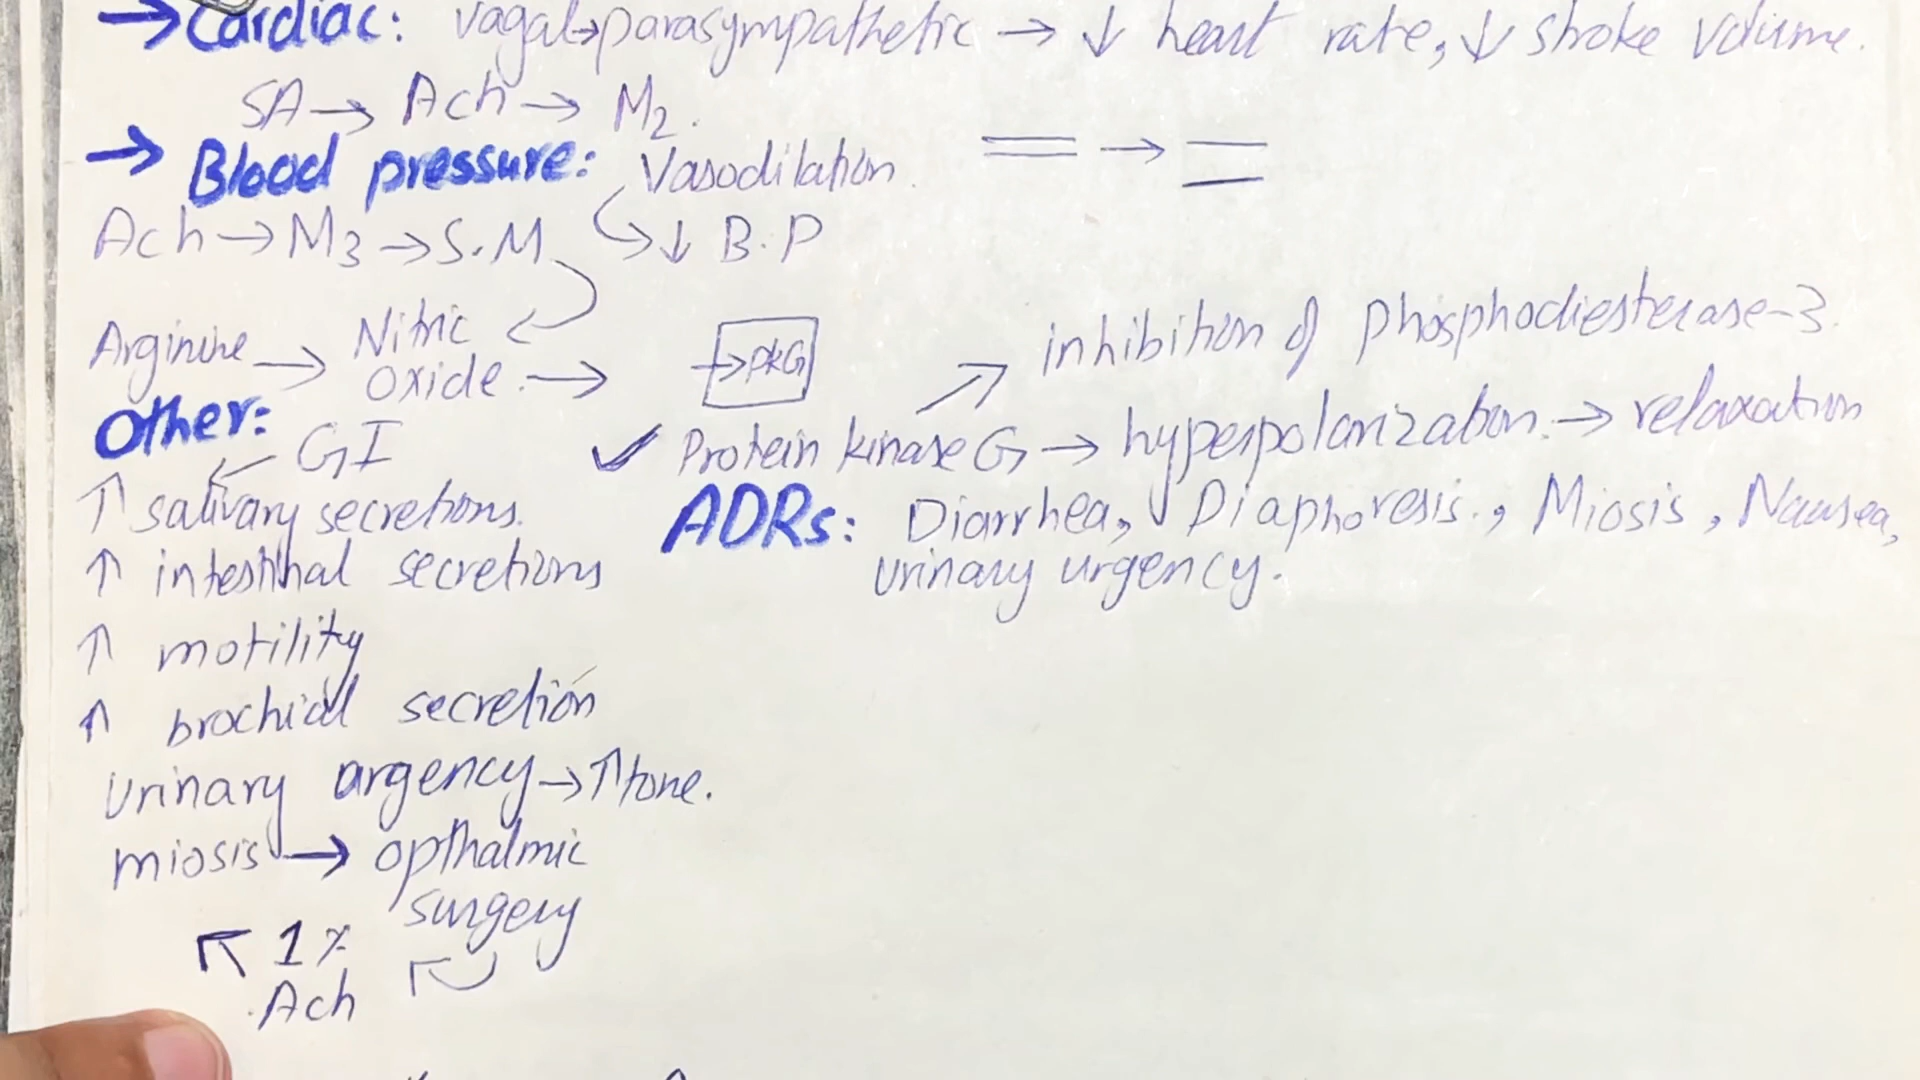 → Cardiac: vagal→parasympathetic → ↓ heart rate, ↓ stroke volume.
SA → Ach → M2.
→ Blood pressure: Vasodilation.
Ach → M3 → S.M ↓ B.P
Arginine → Nitric oxide. → → PKG
inhibition of phosphodiesterase-3.
✓ Protein kinase G → hyperpolarization. → relaxation
Other:
GI
↑ salivary secretions.
↑ intestinal secretions
↑ motility
↑ brochial secretion
urinary argency → ↑ tone.
miosis → opthalmic
surgery
1%
Ach
ADRs: Diarrhea, Diaphoresis., Miosis, Nausea,
urinary urgency.